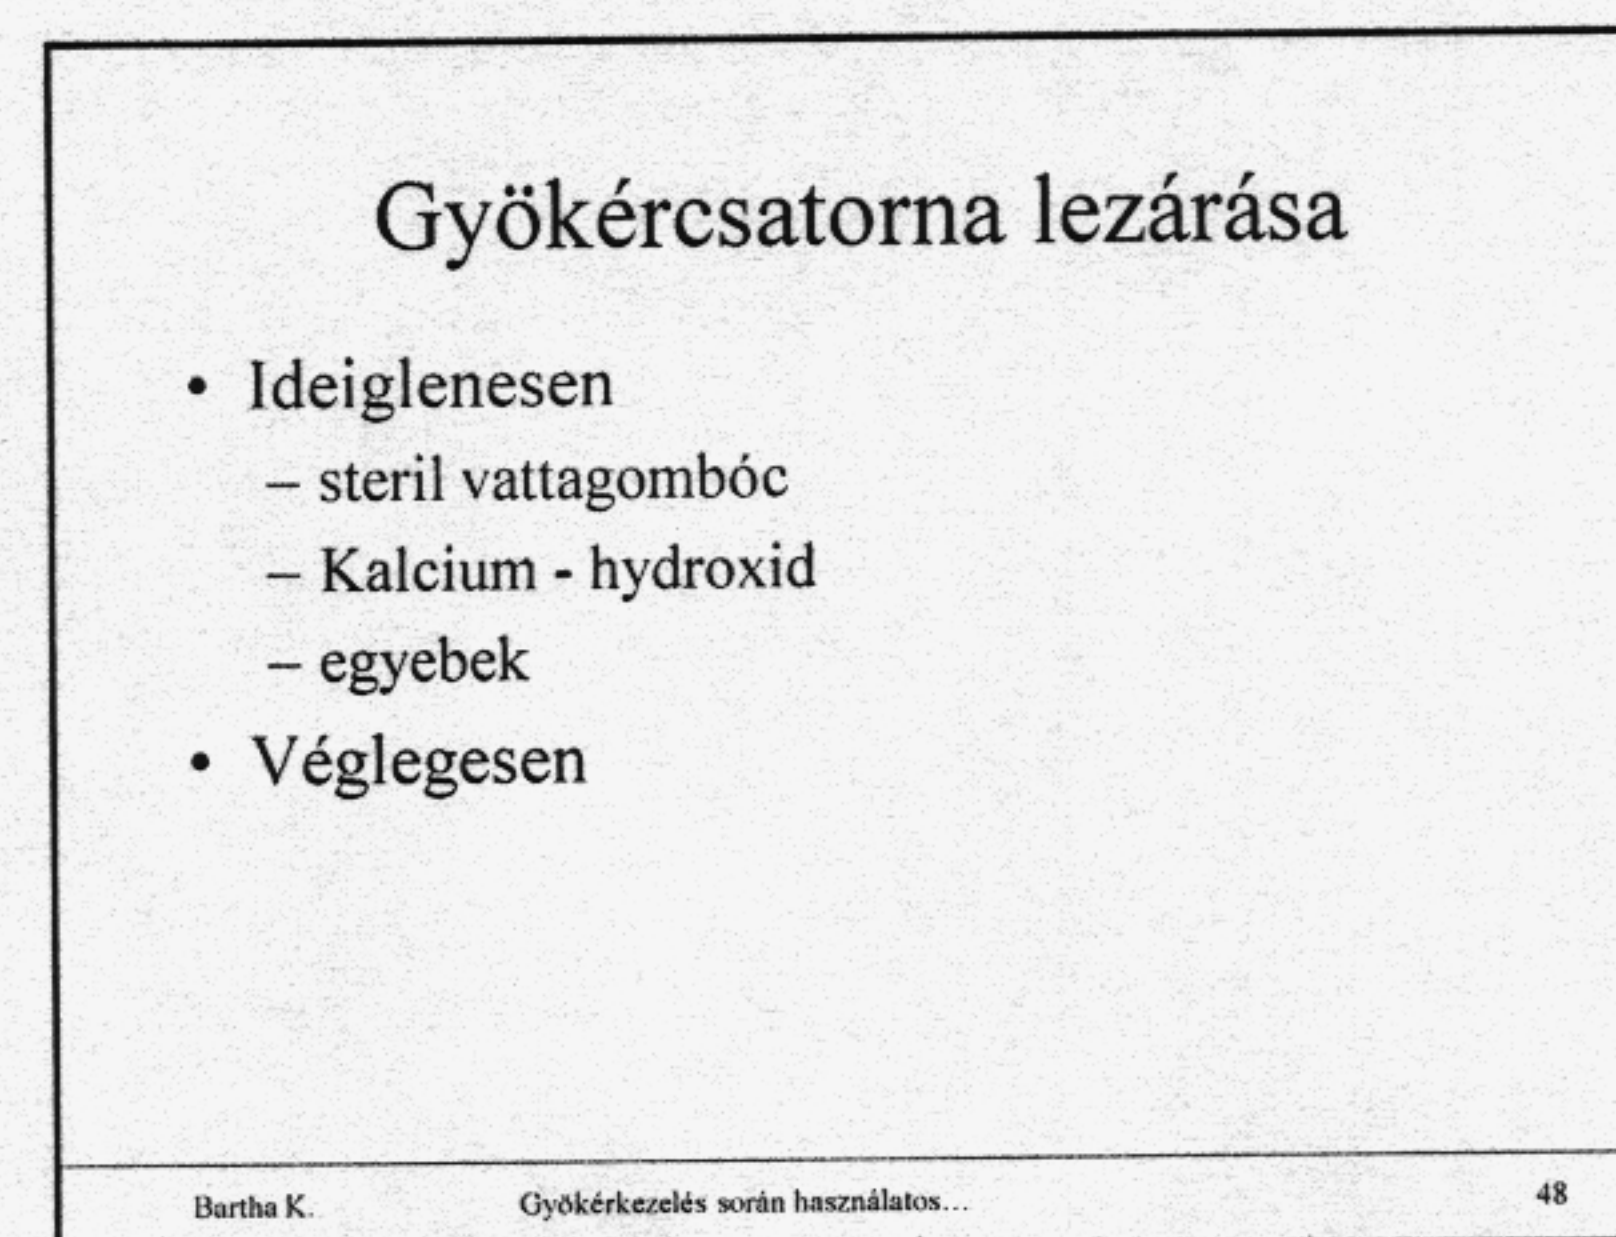 Gyökércsatorna lezárása
• Ideiglenesen
– steril vattagombóc
– Kalcium - hydroxid
– egyebek
• Véglegesen
Bartha K. Gyökérkezelés során használatos... 48